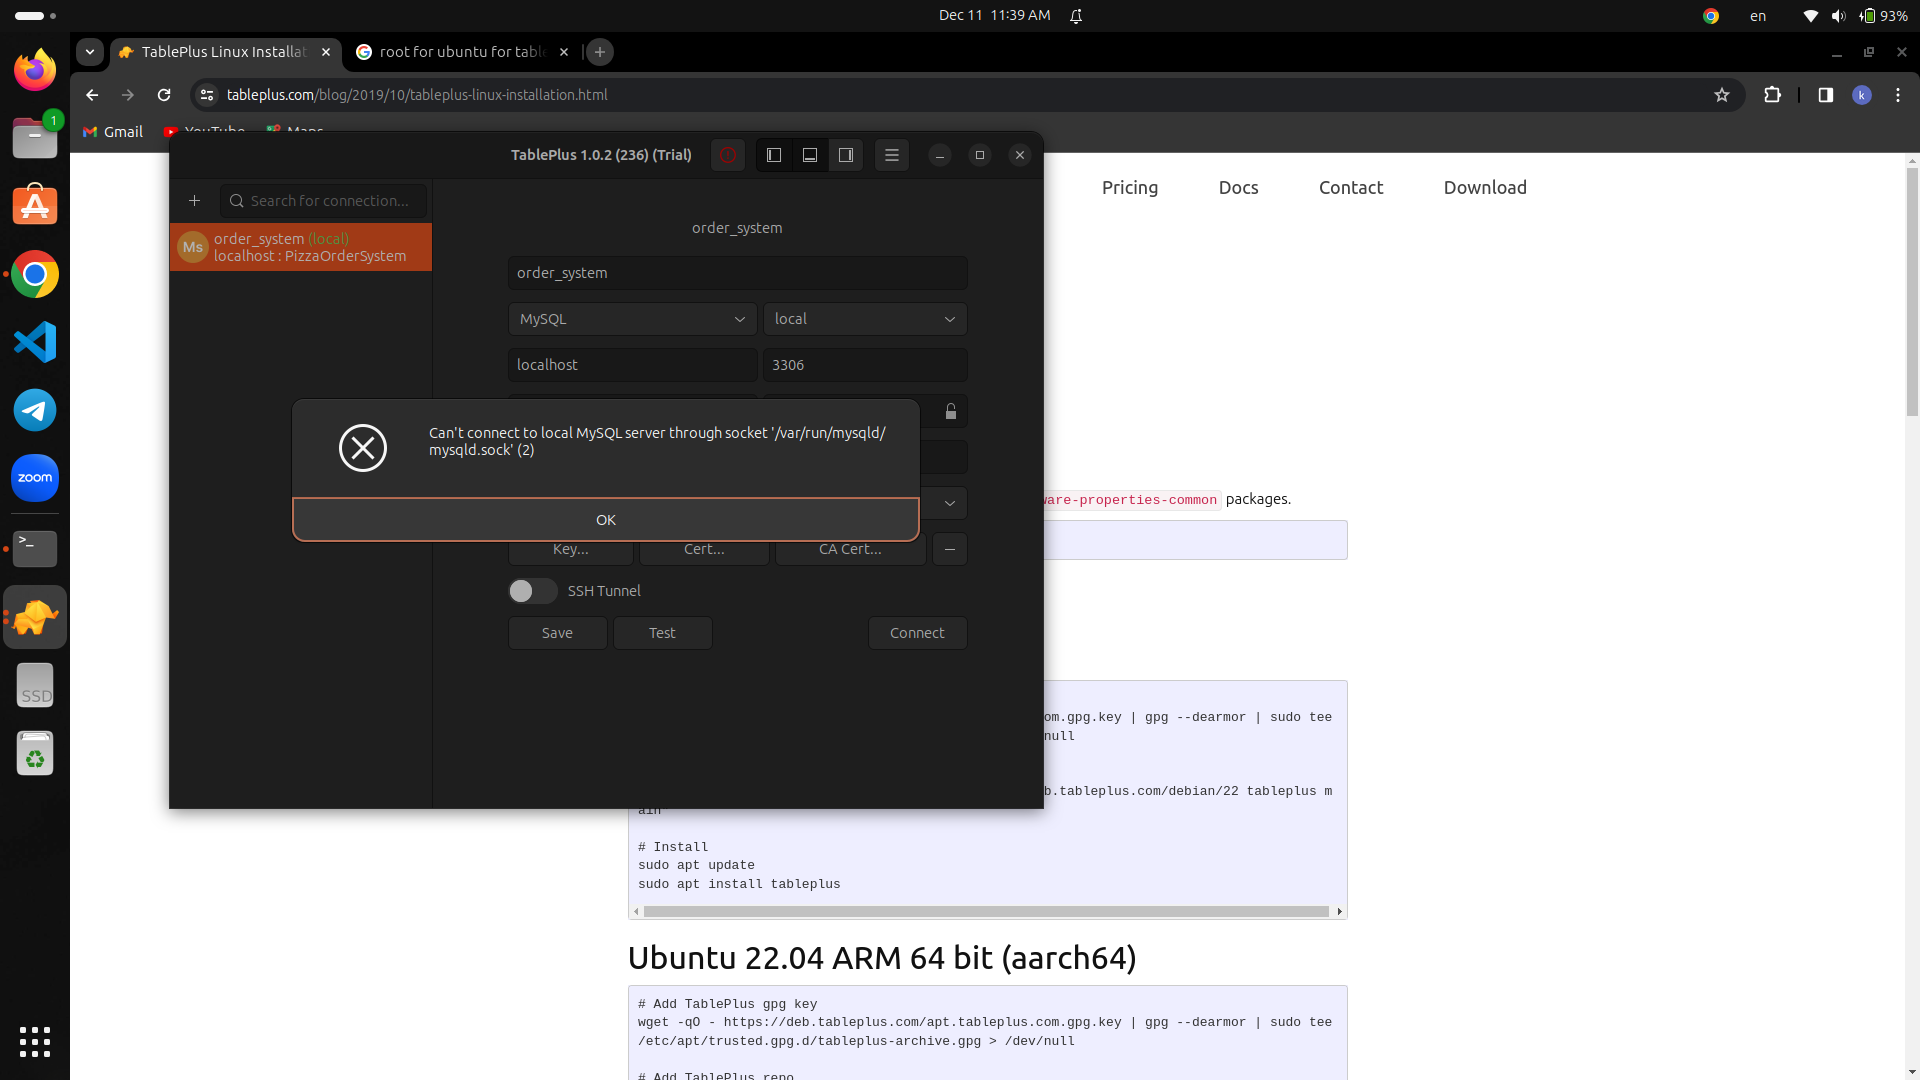 Dec 11 11:39 AM
en
93%
TablePlus Linux Installat
root for ubuntu for tabl
tableplus.com/blog/2019/10/tableplus-linux-installation.html
k
Gmail
YouTube
Maps
1
TablePlus 1.0.2 (236) (Trial)
Pricing
Docs
Contact
Download
Search for connection...
order_system
Ms
order_system (local)
localhost : PizzaOrderSystem
order_system
MySQL
local
localhost
3306
Can't connect to local MySQL server through socket '/var/run/mysqld/
mysqld.sock' (2)
OK
zoom
ware-properties-common packages.
Key...
Cert...
CA Cert...
SSH Tunnel
Save
Test
Connect
SSD
om.gpg.key | gpg --dearmor | sudo tee
null
b.tableplus.com/debian/22 tableplus m
ain
# Install
sudo apt update
sudo apt install tableplus
Ubuntu 22.04 ARM 64 bit (aarch64)
# Add TablePlus gpg key
wget -qO - https://deb.tableplus.com/apt.tableplus.com.gpg.key | gpg --dearmor | sudo tee
/etc/apt/trusted.gpg.d/tableplus-archive.gpg > /dev/null
# Add TablePlus repo